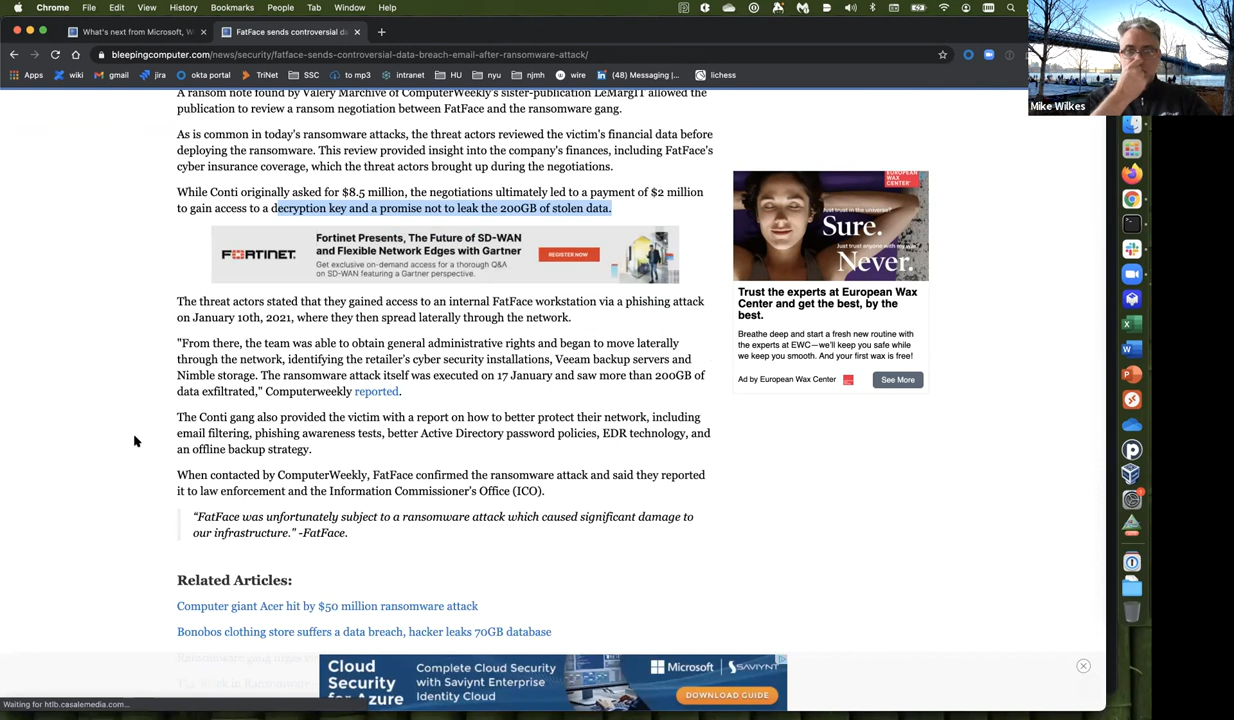 Chrome File Edit View History Bookmarks People Tab Window Help
What's next from Microsoft, W
FatFace sends controversial da
bleepingcomputer.com/news/security/fatface-sends-controversial-data-breach-email-after-ransomware-attack/
Apps wiki gmail jira okta portal TriNet SSC to mp3 intranet HU nyu njmh wire (48) Messaging |... lichess
Mike Wilkes
A ransom note found by Valery Marchive of ComputerWeekly's sister-publication LeMargIT allowed the
publication to review a ransom negotiation between FatFace and the ransomware gang.
As is common in today's ransomware attacks, the threat actors reviewed the victim's financial data before
deploying the ransomware. This review provided insight into the company's finances, including FatFace's
cyber insurance coverage, which the threat actors brought up during the negotiations.
While Conti originally asked for $8.5 million, the negotiations ultimately led to a payment of $2 million
to gain access to a decryption key and a promise not to leak the 200GB of stolen data.
FORTINET
Fortinet Presents, The Future of SD-WAN
and Flexible Network Edges with Gartner
Get exclusive on-demand access for a thorough Q&A
on SD-WAN featuring a Gartner perspective.
REGISTER NOW
The threat actors stated that they gained access to an internal FatFace workstation via a phishing attack
on January 10th, 2021, where they then spread laterally through the network.
"From there, the team was able to obtain general administrative rights and began to move laterally
through the network, identifying the retailer's cyber security installations, Veeam backup servers and
Nimble storage. The ransomware attack itself was executed on 17 January and saw more than 200GB of
data exfiltrated," Computerweekly reported.
The Conti gang also provided the victim with a report on how to better protect their network, including
email filtering, phishing awareness tests, better Active Directory password policies, EDR technology, and
an offline backup strategy.
When contacted by ComputerWeekly, FatFace confirmed the ransomware attack and said they reported
it to law enforcement and the Information Commissioner's Office (ICO).
"FatFace was unfortunately subject to a ransomware attack which caused significant damage to
our infrastructure." -FatFace.
Related Articles:
Computer giant Acer hit by $50 million ransomware attack
Bonobos clothing store suffers a data breach, hacker leaks 70GB database
EUROPEAN
WAX
CENTER
Just trust in the universe?
Sure.
Just trust anyone with my wax?
Never.
Trust the experts at European Wax
Center and get the best, by the
best.
Breathe deep and start a fresh new routine with
the experts at EWC—we'll keep you safe while
we keep you smooth. And your first wax is free!
Ad by European Wax Center
See More
Cloud
Security
for Azure
Complete Cloud Security
with Saviynt Enterprise
Identity Cloud
Microsoft SAVIYNT
DOWNLOAD GUIDE
Waiting for htlb.casalemedia.com...